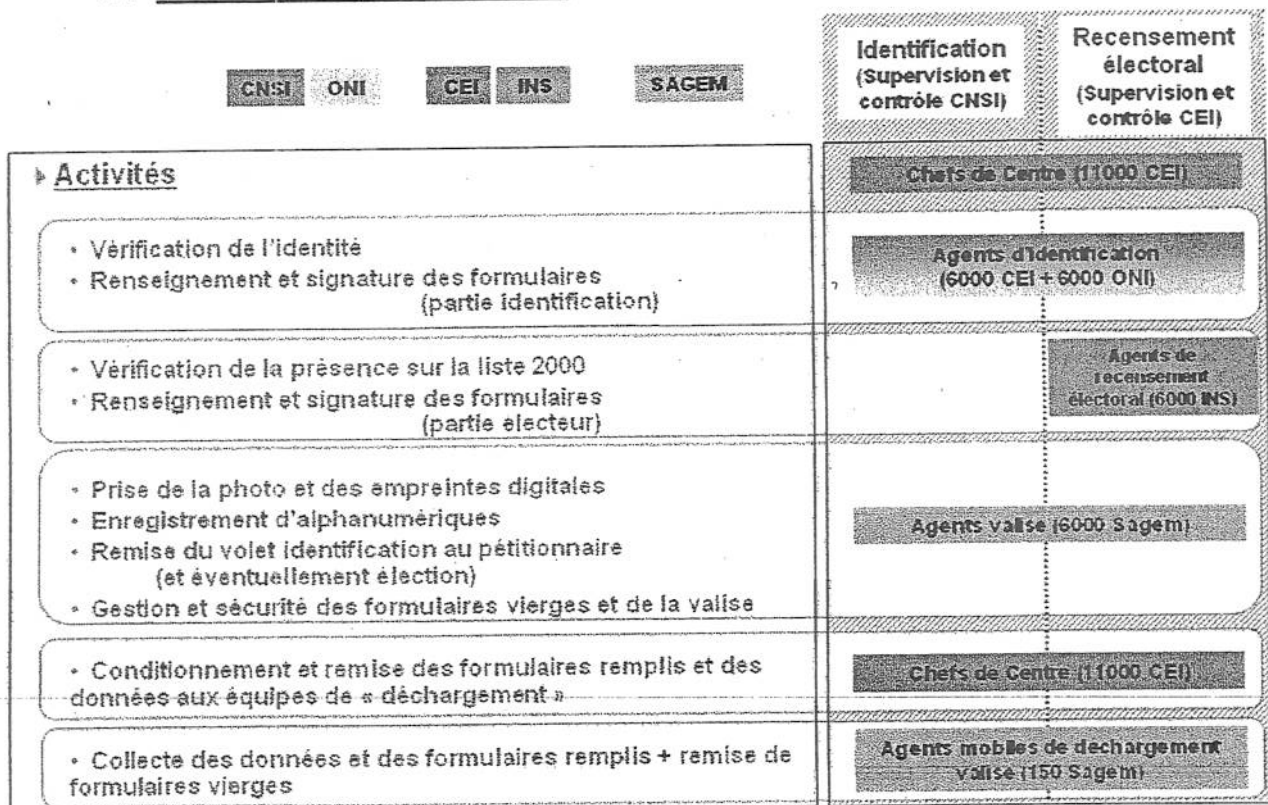 CNSI ONI CEI INS SAGEM
Identification
(Supervision et
contrôle CNSI)
Recensement
électoral
(Supervision et
contrôle CEI)
Activités
Chefs de Centre (11000 CEI)
• Vérification de l'identité
• Renseignement et signature des formulaires
(partie identification)
Agents d'Identification
(6000 CEI + 6000 ONI)
• Vérification de la présence sur la liste 2000
• Renseignement et signature des formulaires
(partie electeur)
Agents de
recensement
électoral (6000 INS)
• Prise de la photo et des empreintes digitales
• Enregistrement d'alphanumériques
• Remise du volet identification au pétitionnaire
(et éventuellement élection)
• Gestion et sécurité des formulaires vierges et de la valise
Agents valise (6000 Sagem)
• Conditionnement et remise des formulaires remplis et des
données aux équipes de « déchargement »
Chefs de Centre (11000 CEI)
• Collecte des données et des formulaires remplis + remise de
formulaires vierges
Agents mobiles de déchargement
valise (150 Sagem)